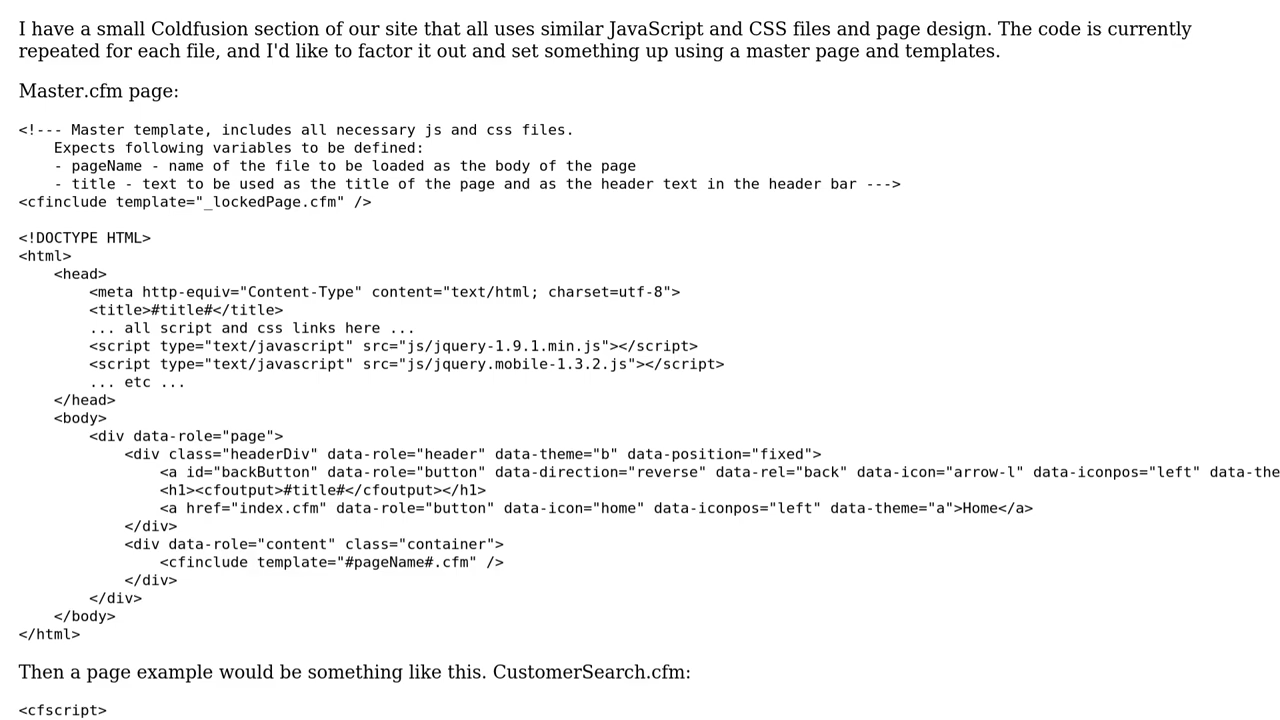 I have a small Coldfusion section of our site that all uses similar JavaScript and CSS files and page design. The code is currently
repeated for each file, and I'd like to factor it out and set something up using a master page and templates.
Master.cfm page:
<!--- Master template, includes all necessary js and css files.
    Expects following variables to be defined:
    - pageName - name of the file to be loaded as the body of the page
    - title - text to be used as the title of the page and as the header text in the header bar --->
<cfinclude template="_lockedPage.cfm" />
<!DOCTYPE HTML>
<html>
    <head>
        <meta http-equiv="Content-Type" content="text/html; charset=utf-8">
        <title>#title#</title>
        ... all script and css links here ...
        <script type="text/javascript" src="js/jquery-1.9.1.min.js"></script>
        <script type="text/javascript" src="js/jquery.mobile-1.3.2.js"></script>
        ... etc ...
    </head>
    <body>
        <div data-role="page">
            <div class="headerDiv" data-role="header" data-theme="b" data-position="fixed">
                <a id="backButton" data-role="button" data-direction="reverse" data-rel="back" data-icon="arrow-l" data-iconpos="left" data-the
                <h1><cfoutput>#title#</cfoutput></h1>
                <a href="index.cfm" data-role="button" data-icon="home" data-iconpos="left" data-theme="a">Home</a>
            </div>
            <div data-role="content" class="container">
                <cfinclude template="#pageName#.cfm" />
            </div>
        </div>
    </body>
</html>
Then a page example would be something like this. CustomerSearch.cfm:
<cfscript>